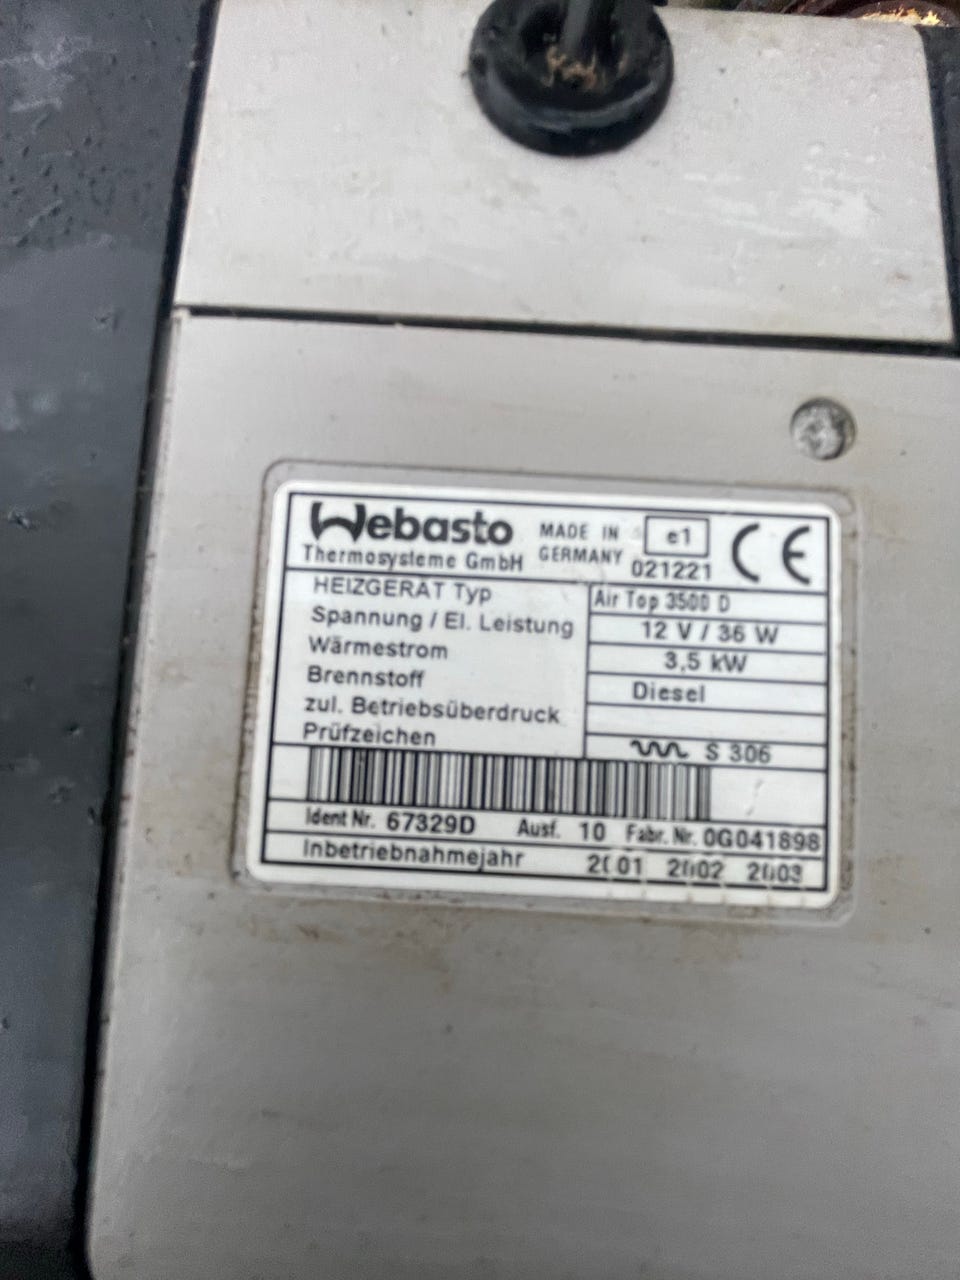 Webasto
Thermosysteme GmbH
MADE IN
GERMANY
e1
021221
CE
HEIZGERÄT Typ Air Top 3500 D
Spannung / El. Leistung 12 V / 36 W
Wärmestrom 3,5 kW
Brennstoff Diesel
zul. Betriebsüberdruck
Prüfzeichen S 306
Ident Nr. 67329D Ausf. 10 Fabr. Nr. 0G041898
Inbetriebnahmejahr 2001 2002 2003